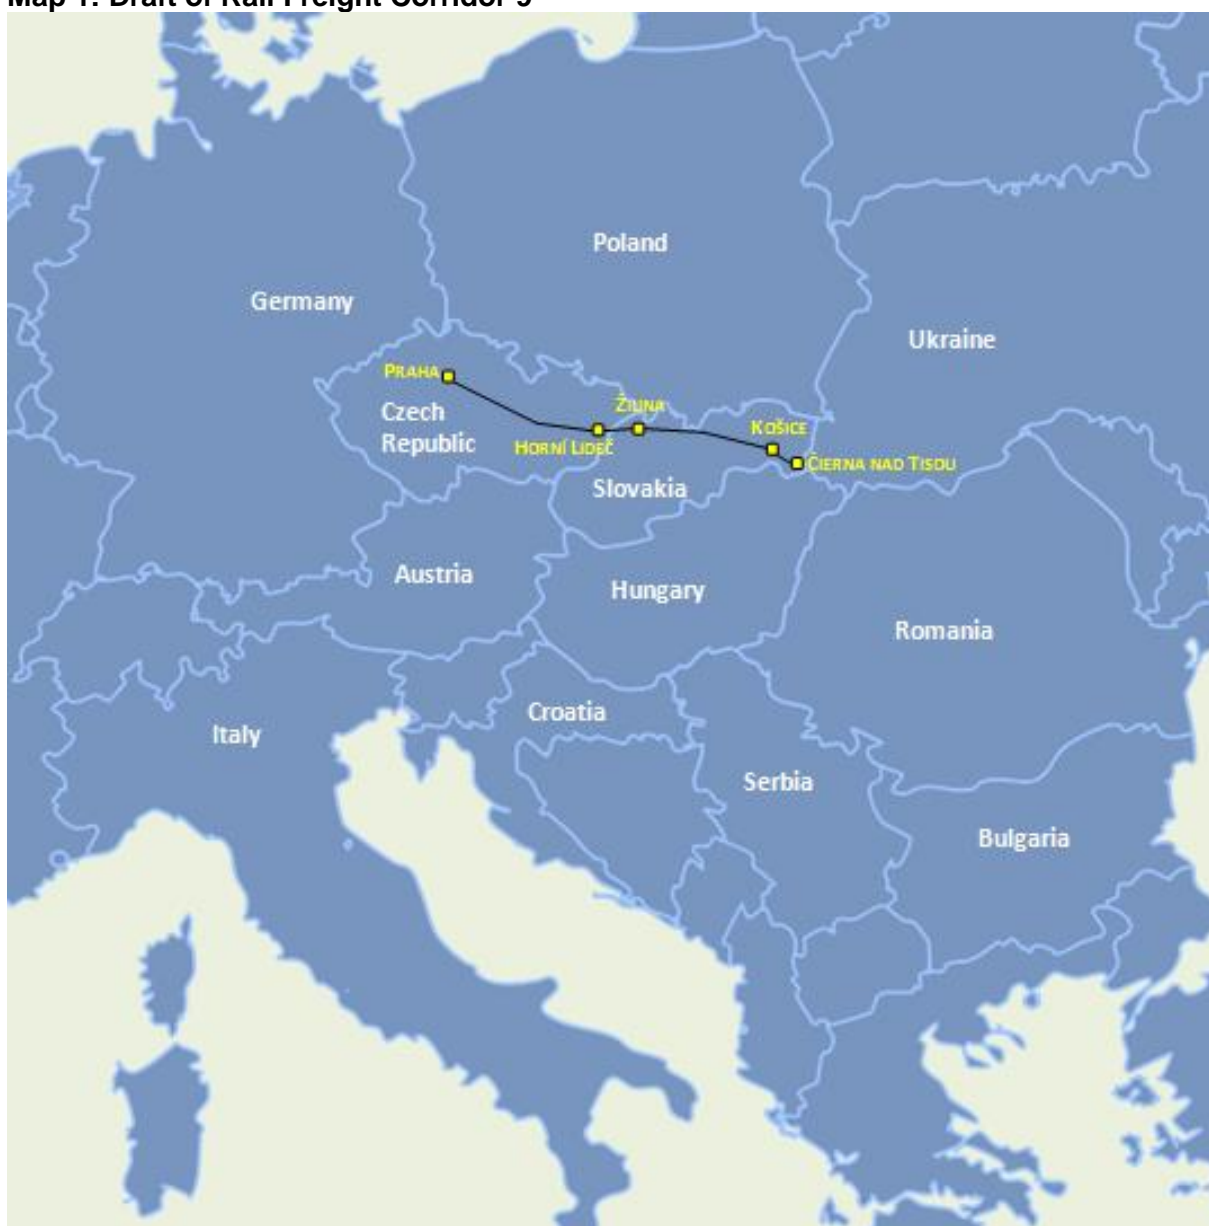 Map 1: Draft of Rail Freight Corridor 9
Poland
Germany
Ukraine
PRAHA
Czech
Republic
ŽILINA
HORNÍ LIDEČ
KOŠICE
ČIERNA NAD TISOU
Slovakia
Austria
Hungary
Romania
Croatia
Italy
Serbia
Bulgaria